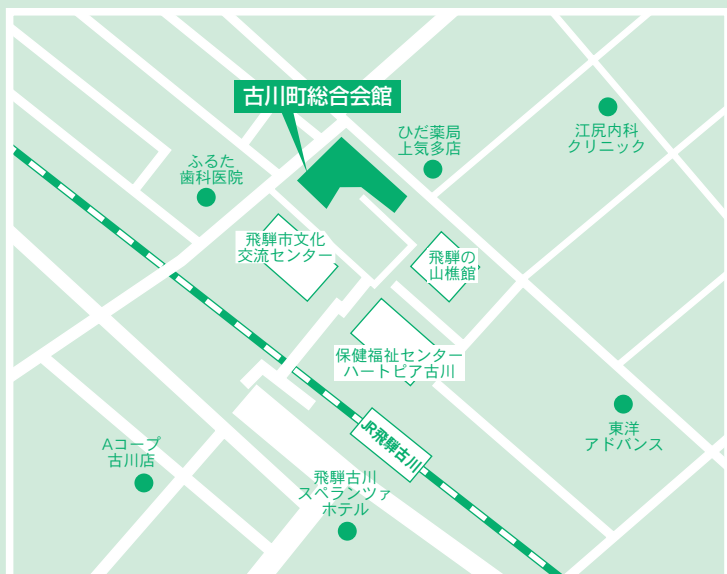 古川町総合会館
ひだ薬局
上気多店
江尻内科
クリニック
ふるた
歯科医院
飛騨市文化
交流センター
飛騨の
山樵館
保健福祉センター
ハートピア古川
JR飛騨古川
東洋
アドバンス
Aコープ
古川店
飛騨古川
スペランツァ
ホテル